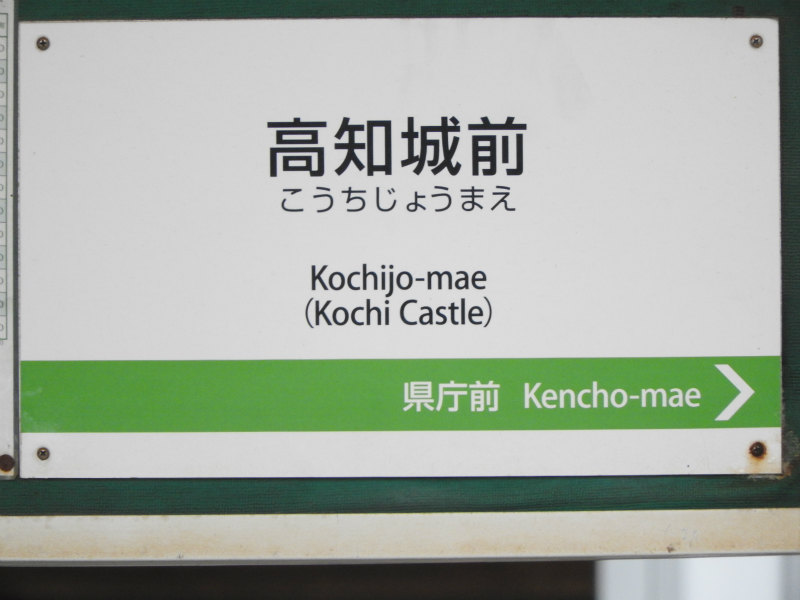 高知城前
こうちじょうまえ
Kochijo-mae
(Kochi Castle)
県庁前 Kencho-mae